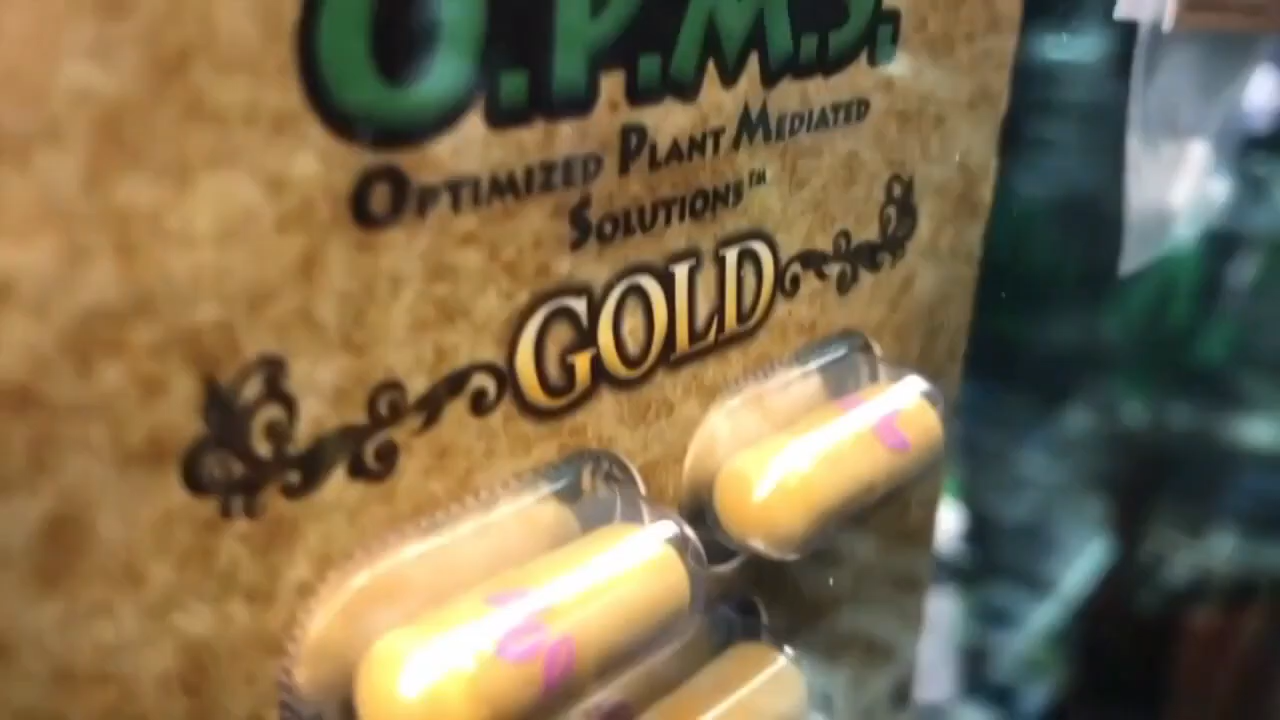 O.P.M.S.
OPTIMIZED PLANT MEDIATED
SOLUTIONS™
GOLD